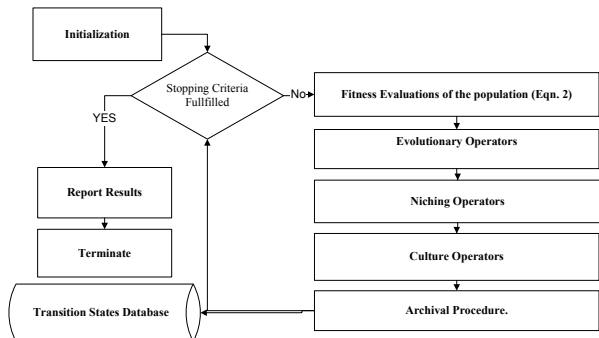 Initialization
Stopping Criteria
Fullfilled
No
Fitness Evaluations of the population (Eqn. 2)
YES
Evolutionary Operators
Report Results
Niching Operators
Terminate
Culture Operators
Transition States Database
Archival Procedure.